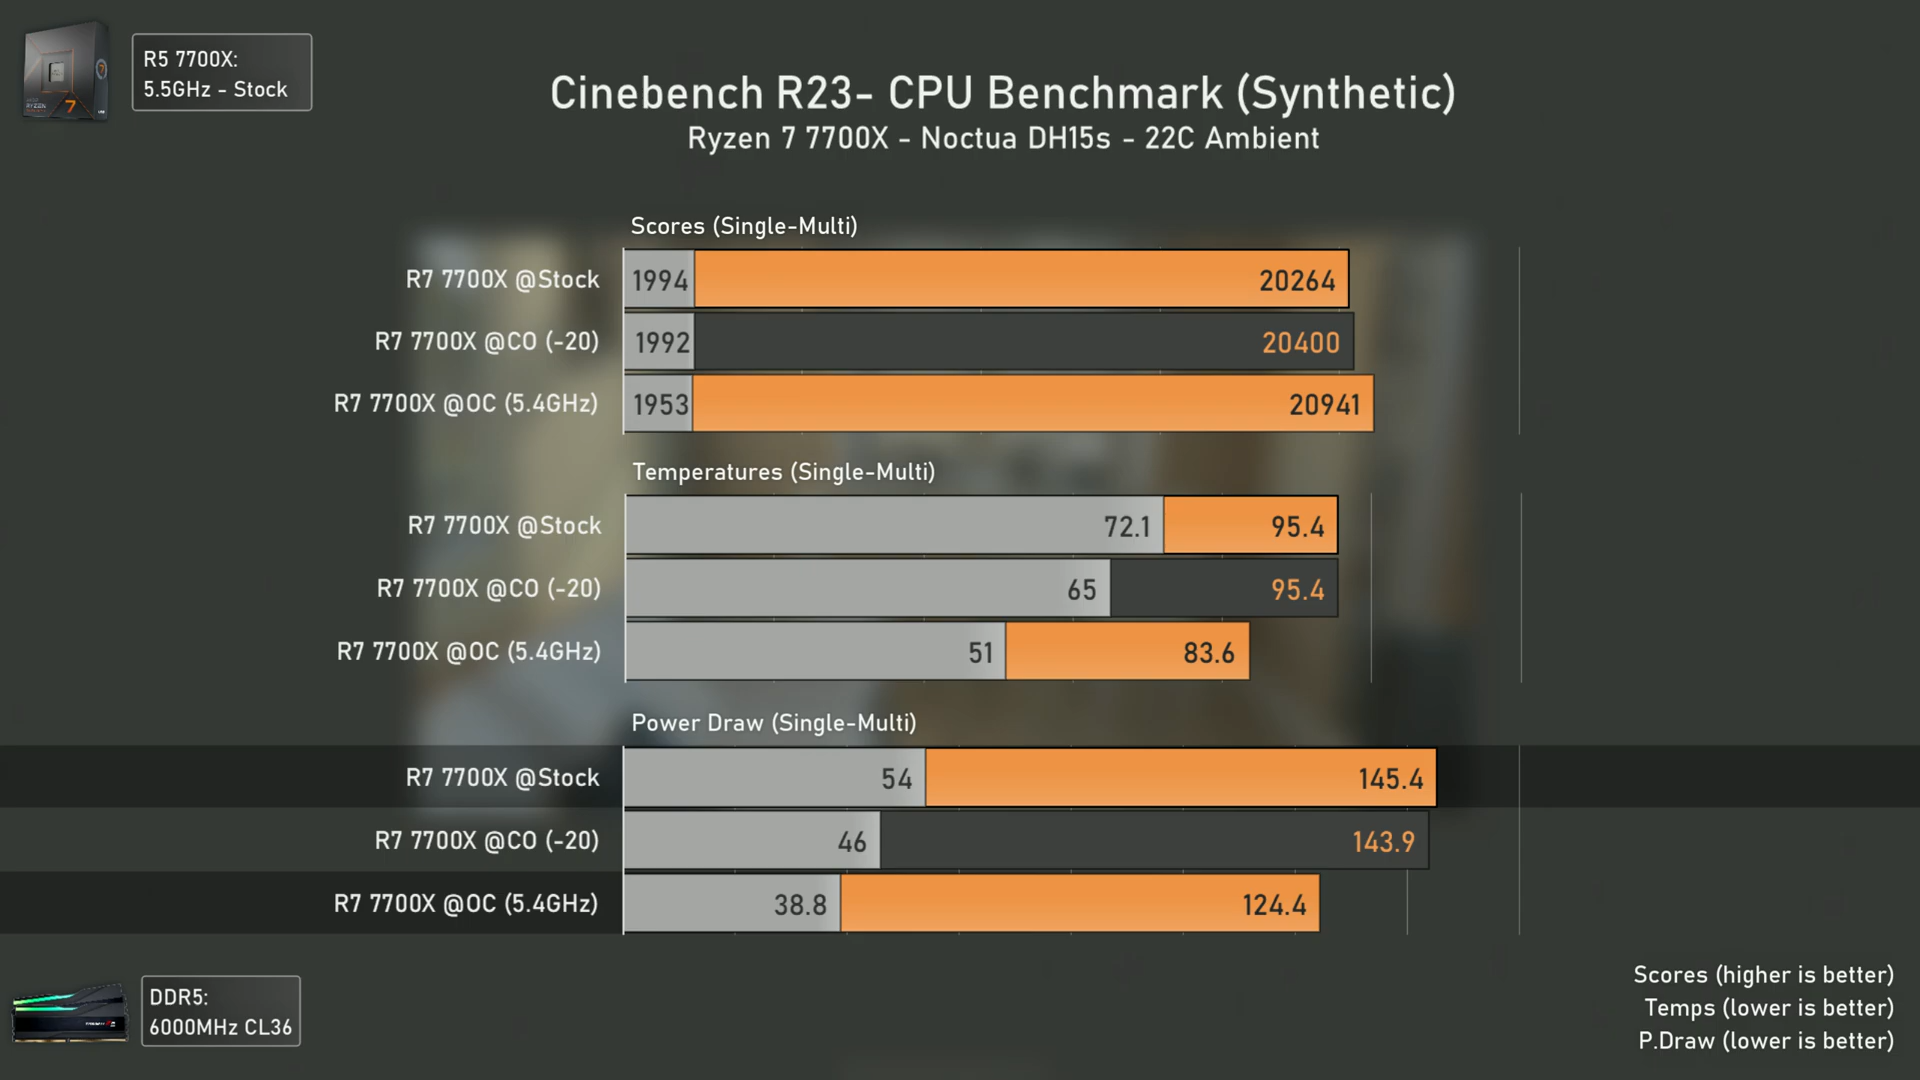 R5 7700X:
5.5GHz - Stock
Cinebench R23- CPU Benchmark (Synthetic)
Ryzen 7 7700X - Noctua DH15s - 22C Ambient
Scores (Single-Multi)
R7 7700X @Stock 1994 20264
R7 7700X @CO (-20) 1992 20400
R7 7700X @OC (5.4GHz) 1953 20941
Temperatures (Single-Multi)
R7 7700X @Stock 72.1 95.4
R7 7700X @CO (-20) 65 95.4
R7 7700X @OC (5.4GHz) 51 83.6
Power Draw (Single-Multi)
R7 7700X @Stock 54 145.4
R7 7700X @CO (-20) 46 143.9
R7 7700X @OC (5.4GHz) 38.8 124.4
DDR5:
6000MHz CL36
Scores (higher is better)
Temps (lower is better)
P.Draw (lower is better)
RYZEN
7